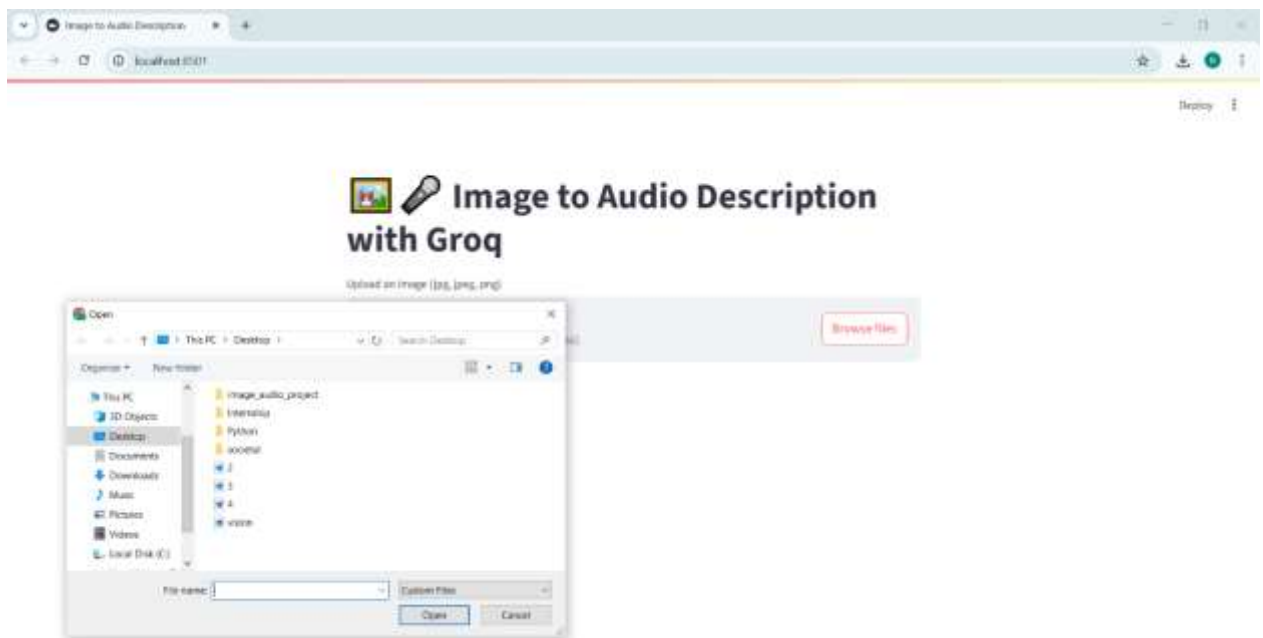 Image to Audio Description
localhost:8501
Deploy
Image to Audio Description
with Groq
Upload an image (jpg, jpeg, png)
Browse files
Open
This PC > Desktop >
Search Desktop
Organize
New folder
This PC
3D Objects
Desktop
Documents
Downloads
Music
Pictures
Videos
Local Disk (C:)
image_audio_project
Internship
Python
societal
2
3
4
File name:
Custom Files
Open
Cancel